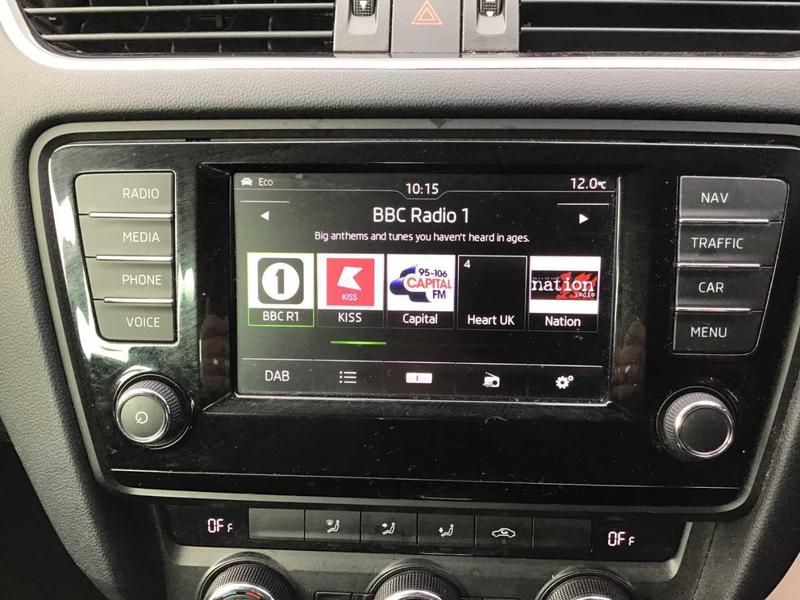 RADIO
MEDIA
PHONE
VOICE
Eco
10:15
12.0°C
BBC Radio 1
Big anthems and tunes you haven't heard in ages.
1
BBC R1
KISS
KISS
95-106
CAPITAL
FM
Capital
4
Heart UK
nation
radio
Nation
DAB
NAV
TRAFFIC
CAR
MENU
OFF
OFF